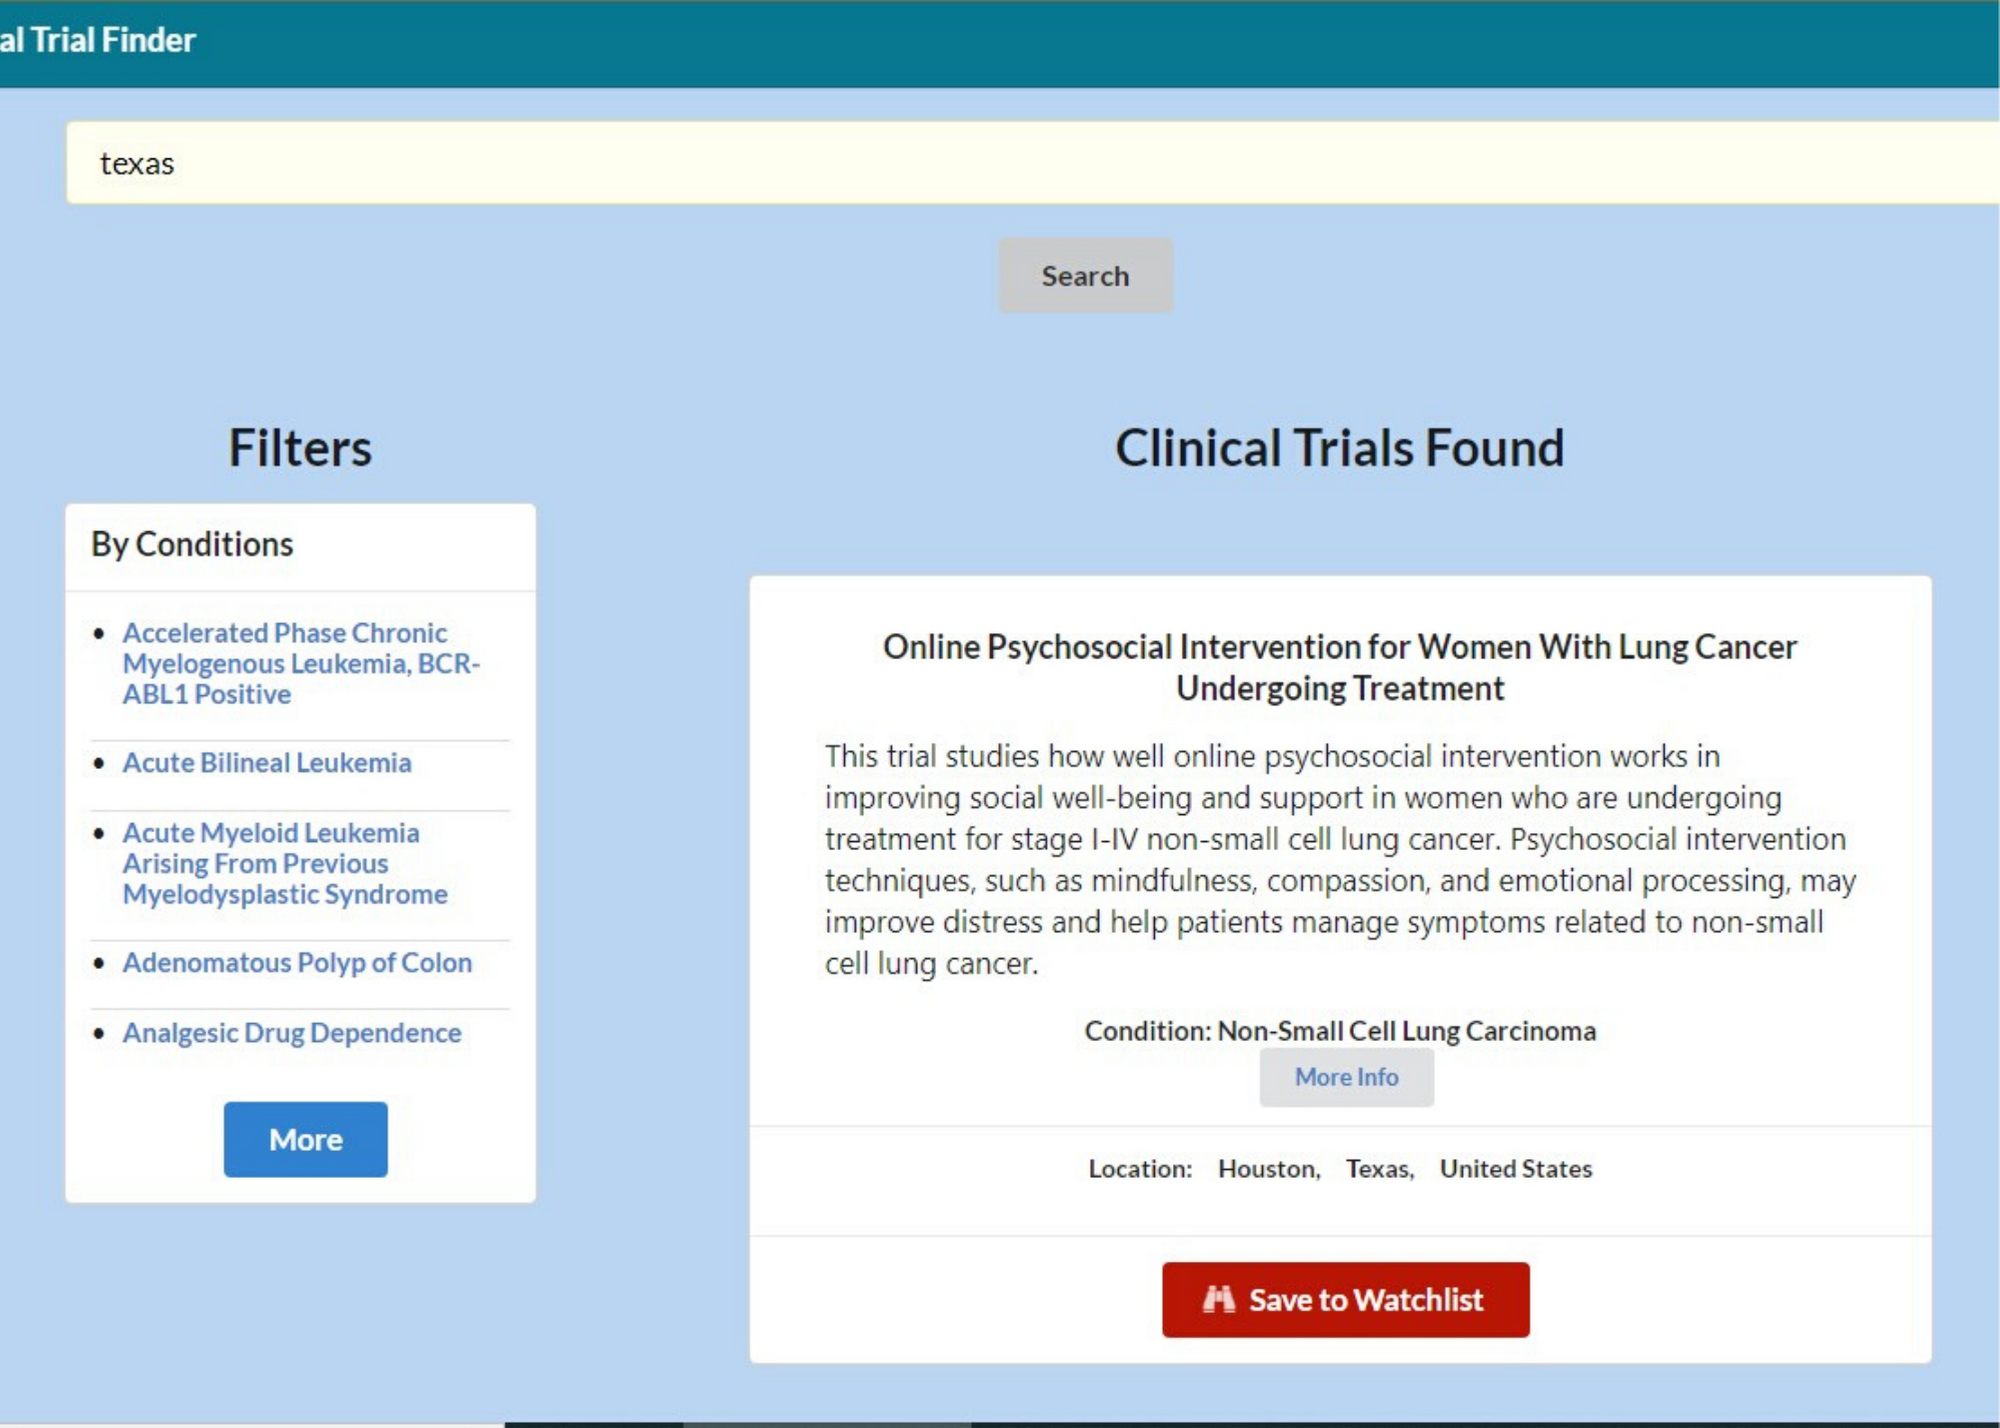 al Trial Finder
texas
Search
Filters
Clinical Trials Found
By Conditions
Accelerated Phase Chronic
Myelogenous Leukemia, BCR-
ABL1 Positive
Acute Bilineal Leukemia
Acute Myeloid Leukemia
Arising From Previous
Myelodysplastic Syndrome
Adenomatous Polyp of Colon
Analgesic Drug Dependence
More
Online Psychosocial Intervention for Women With Lung Cancer
Undergoing Treatment
This trial studies how well online psychosocial intervention works in
improving social well-being and support in women who are undergoing
treatment for stage I-IV non-small cell lung cancer. Psychosocial intervention
techniques, such as mindfulness, compassion, and emotional processing, may
improve distress and help patients manage symptoms related to non-small
cell lung cancer.
Condition: Non-Small Cell Lung Carcinoma
More Info
Location: Houston, Texas, United States
Save to Watchlist